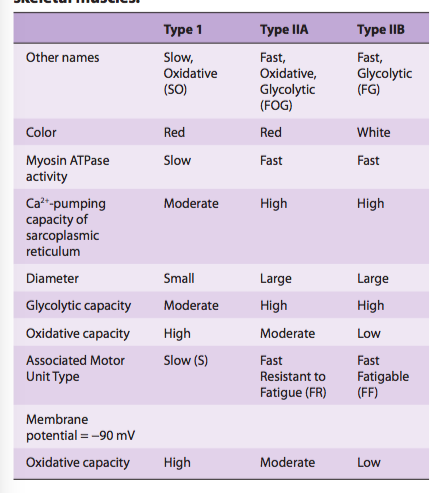 skeletal muscles.
Type 1 Type IIA Type IIB
Other names Slow, Fast, Fast,
Oxidative Oxidative, Glycolytic
(SO) Glycolytic (FG)
(FOG)
Color Red Red White
Myosin ATPase Slow Fast Fast
activity
Ca²⁺-pumping Moderate High High
capacity of
sarcoplasmic
reticulum
Diameter Small Large Large
Glycolytic capacity Moderate High High
Oxidative capacity High Moderate Low
Associated Motor Slow (S) Fast Fast
Unit Type Resistant to Fatigable
Fatigue (FR) (FF)
Membrane
potential = −90 mV
Oxidative capacity High Moderate Low